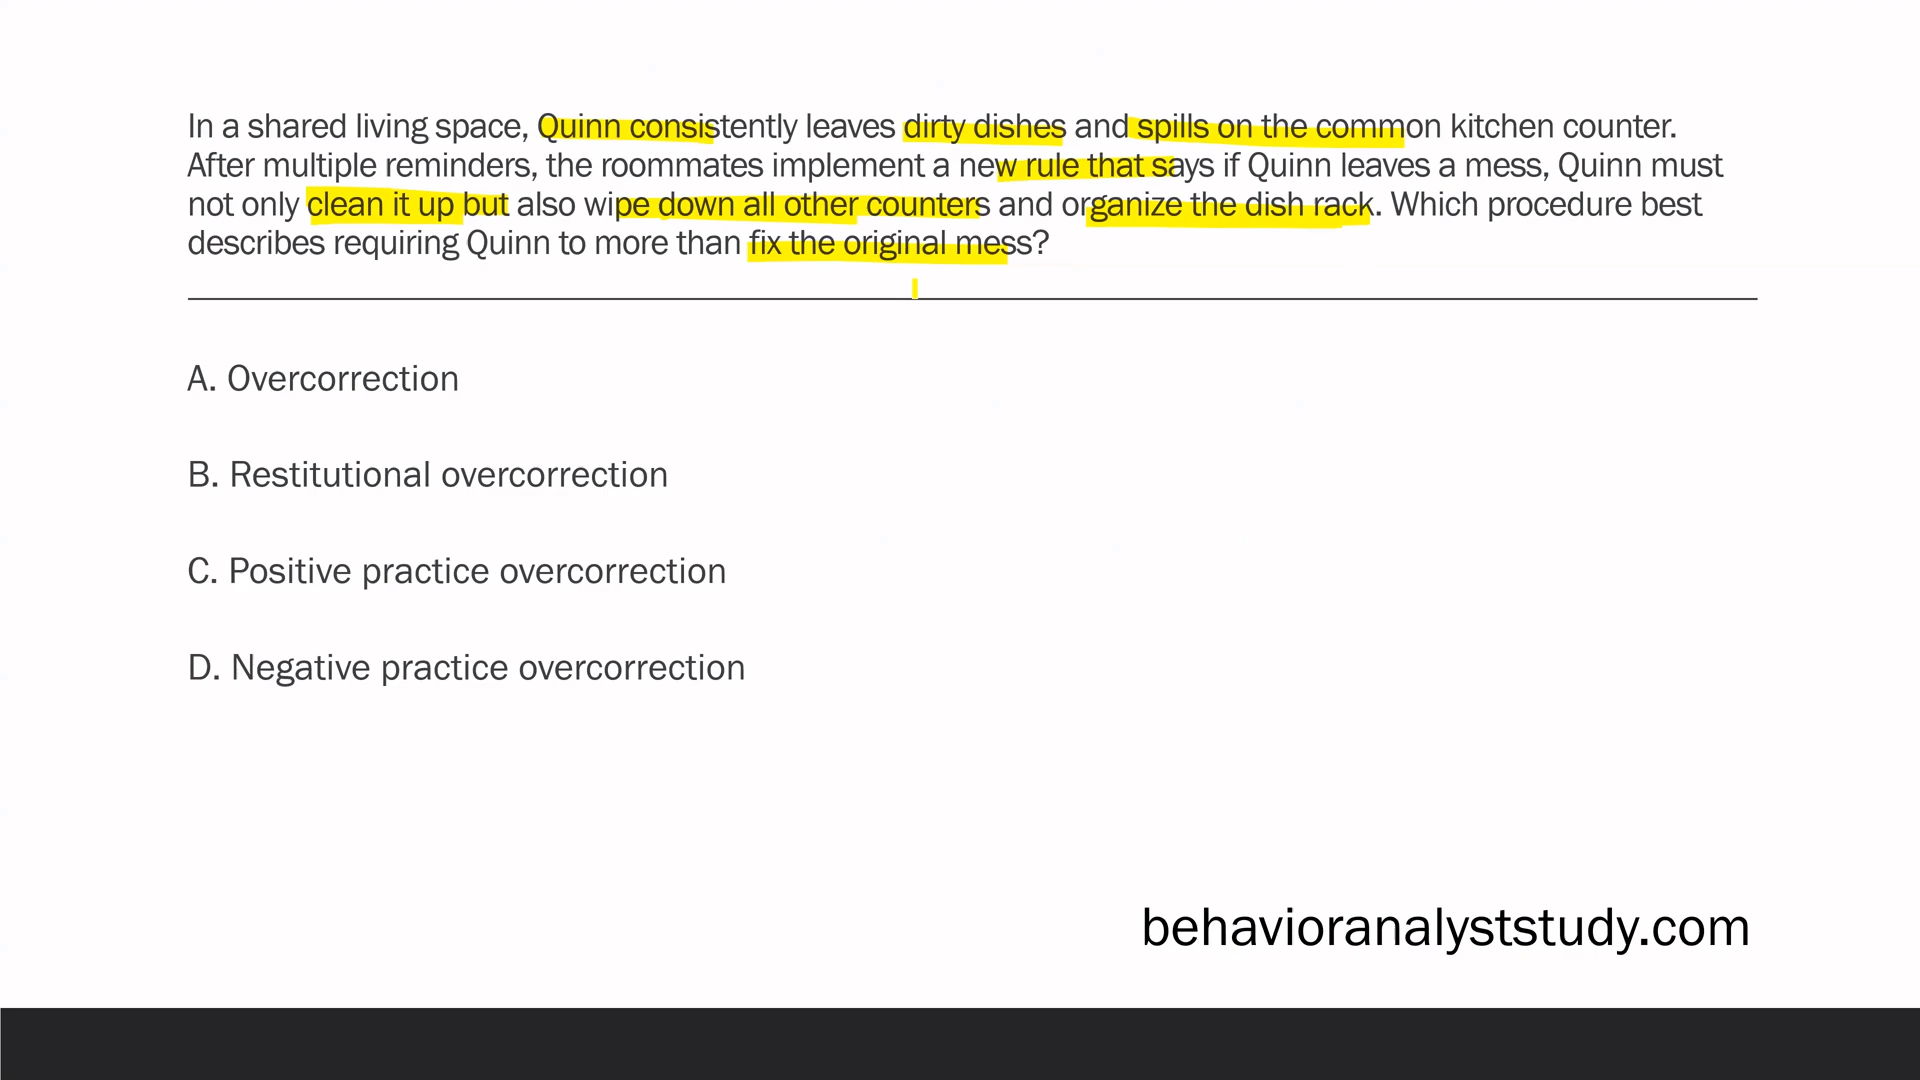 In a shared living space, Quinn consistently leaves dirty dishes and spills on the common kitchen counter.
After multiple reminders, the roommates implement a new rule that says if Quinn leaves a mess, Quinn must
not only clean it up but also wipe down all other counters and organize the dish rack. Which procedure best
describes requiring Quinn to more than fix the original mess?
A. Overcorrection
B. Restitutional overcorrection
C. Positive practice overcorrection
D. Negative practice overcorrection
behavioranalyststudy.com